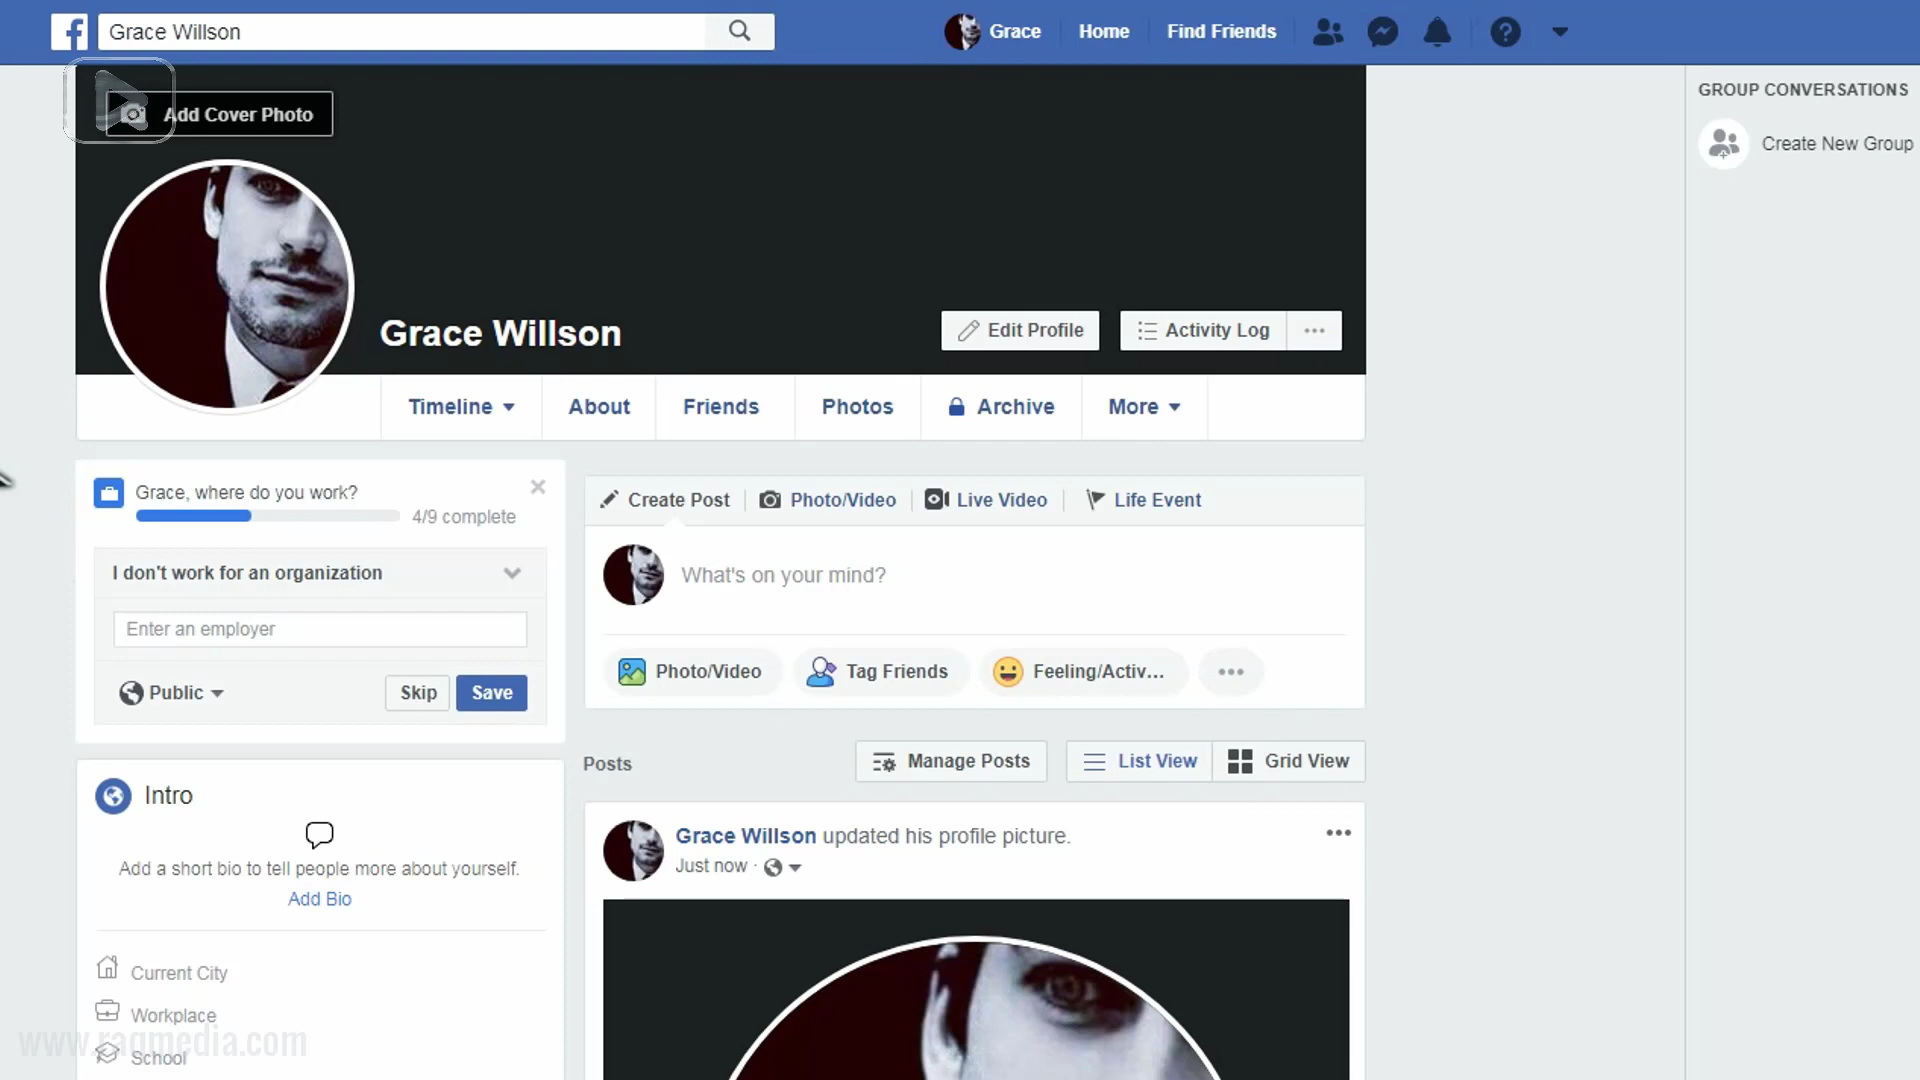 Grace Willson
Grace
Home
Find Friends
GROUP CONVERSATIONS
Create New Group
Add Cover Photo
Grace Willson
Edit Profile
Activity Log
Timeline
About
Friends
Photos
Archive
More
Grace, where do you work?
4/9 complete
I don't work for an organization
Enter an employer
Public
Skip
Save
Intro
Add a short bio to tell people more about yourself.
Add Bio
Current City
Workplace
School
www.raqmedia.com
Create Post
Photo/Video
Live Video
Life Event
What's on your mind?
Photo/Video
Tag Friends
Feeling/Activ...
Posts
Manage Posts
List View
Grid View
Grace Willson updated his profile picture.
Just now ·